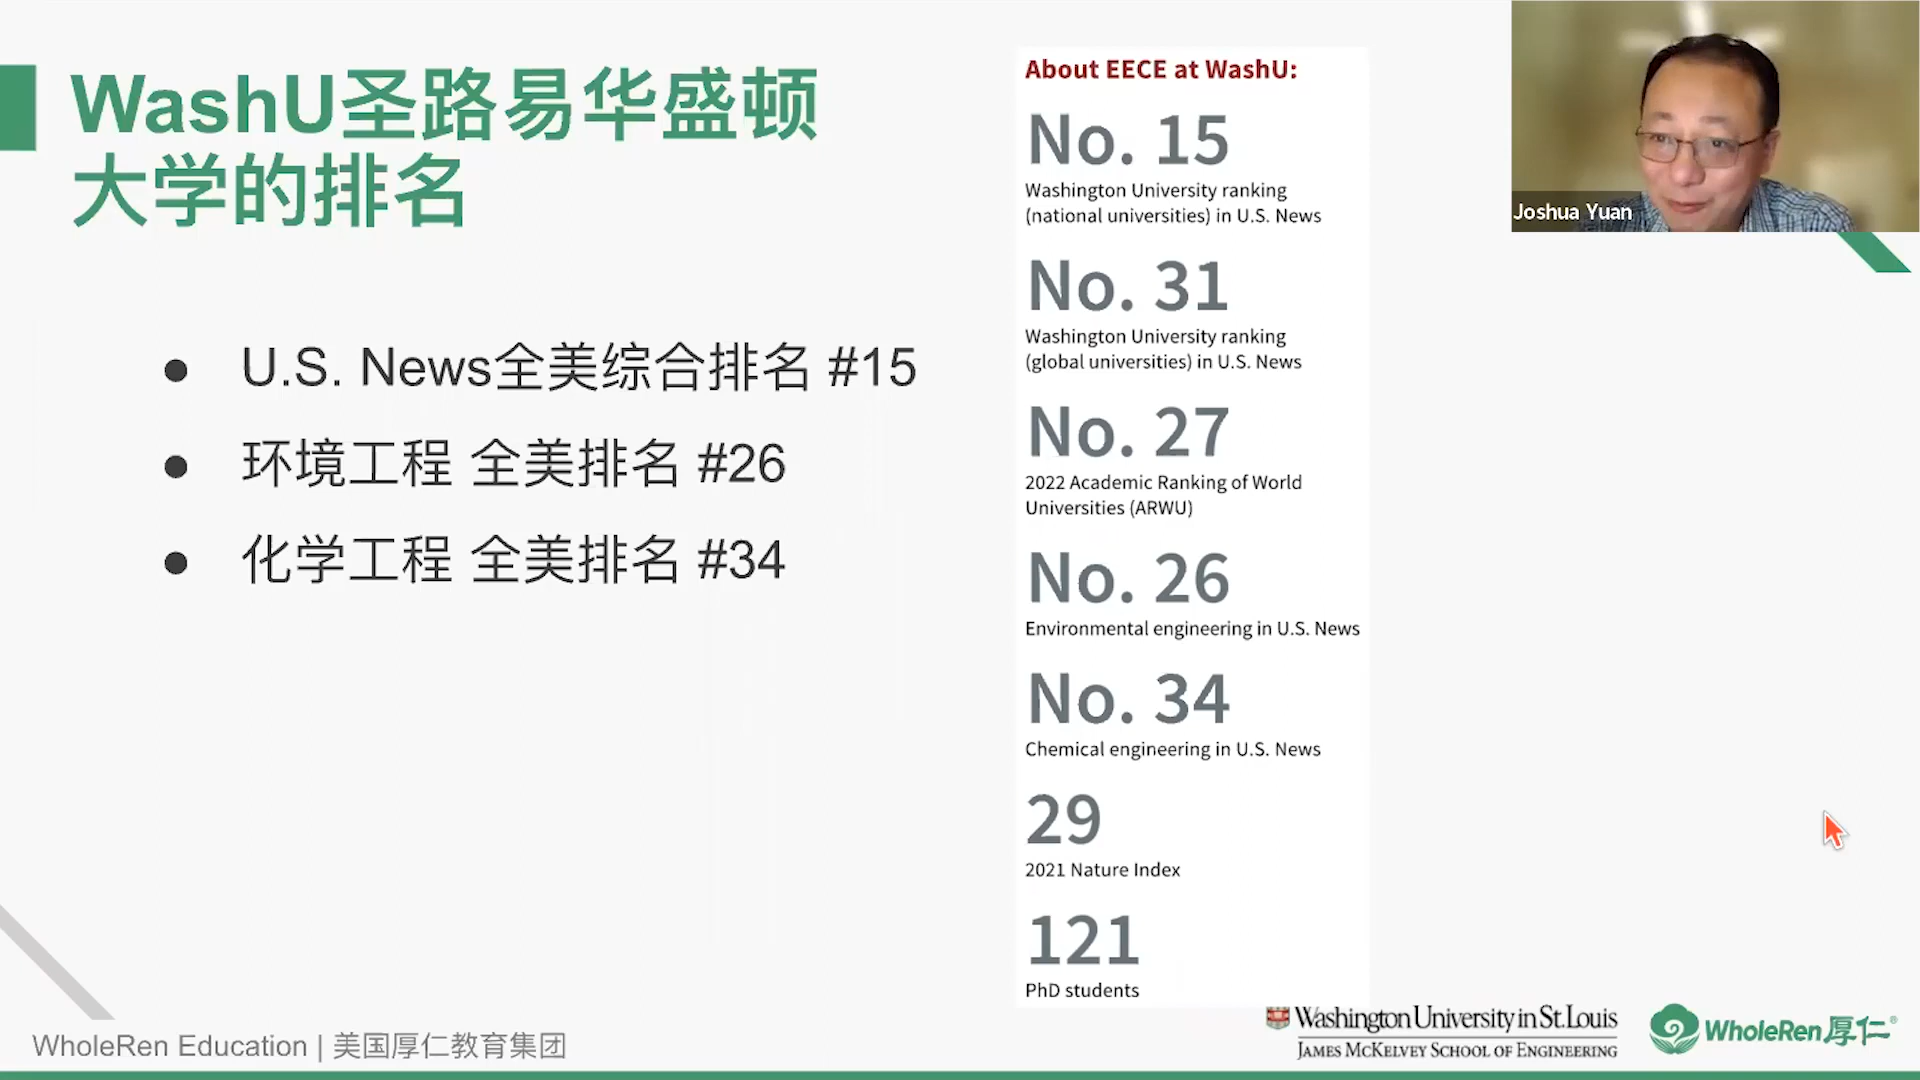 WashU圣路易华盛顿
大学的排名
U.S. News全美综合排名 #15
环境工程 全美排名 #26
化学工程 全美排名 #34
About EECE at WashU:
No. 15
Washington University ranking
(national universities) in U.S. News
No. 31
Washington University ranking
(global universities) in U.S. News
No. 27
2022 Academic Ranking of World
Universities (ARWU)
No. 26
Environmental engineering in U.S. News
No. 34
Chemical engineering in U.S. News
29
2021 Nature Index
121
PhD students
Joshua Yuan
WholeRen Education | 美国厚仁教育集团
Washington University in St. Louis
JAMES MCKELVEY SCHOOL OF ENGINEERING
WholeRen厚仁®